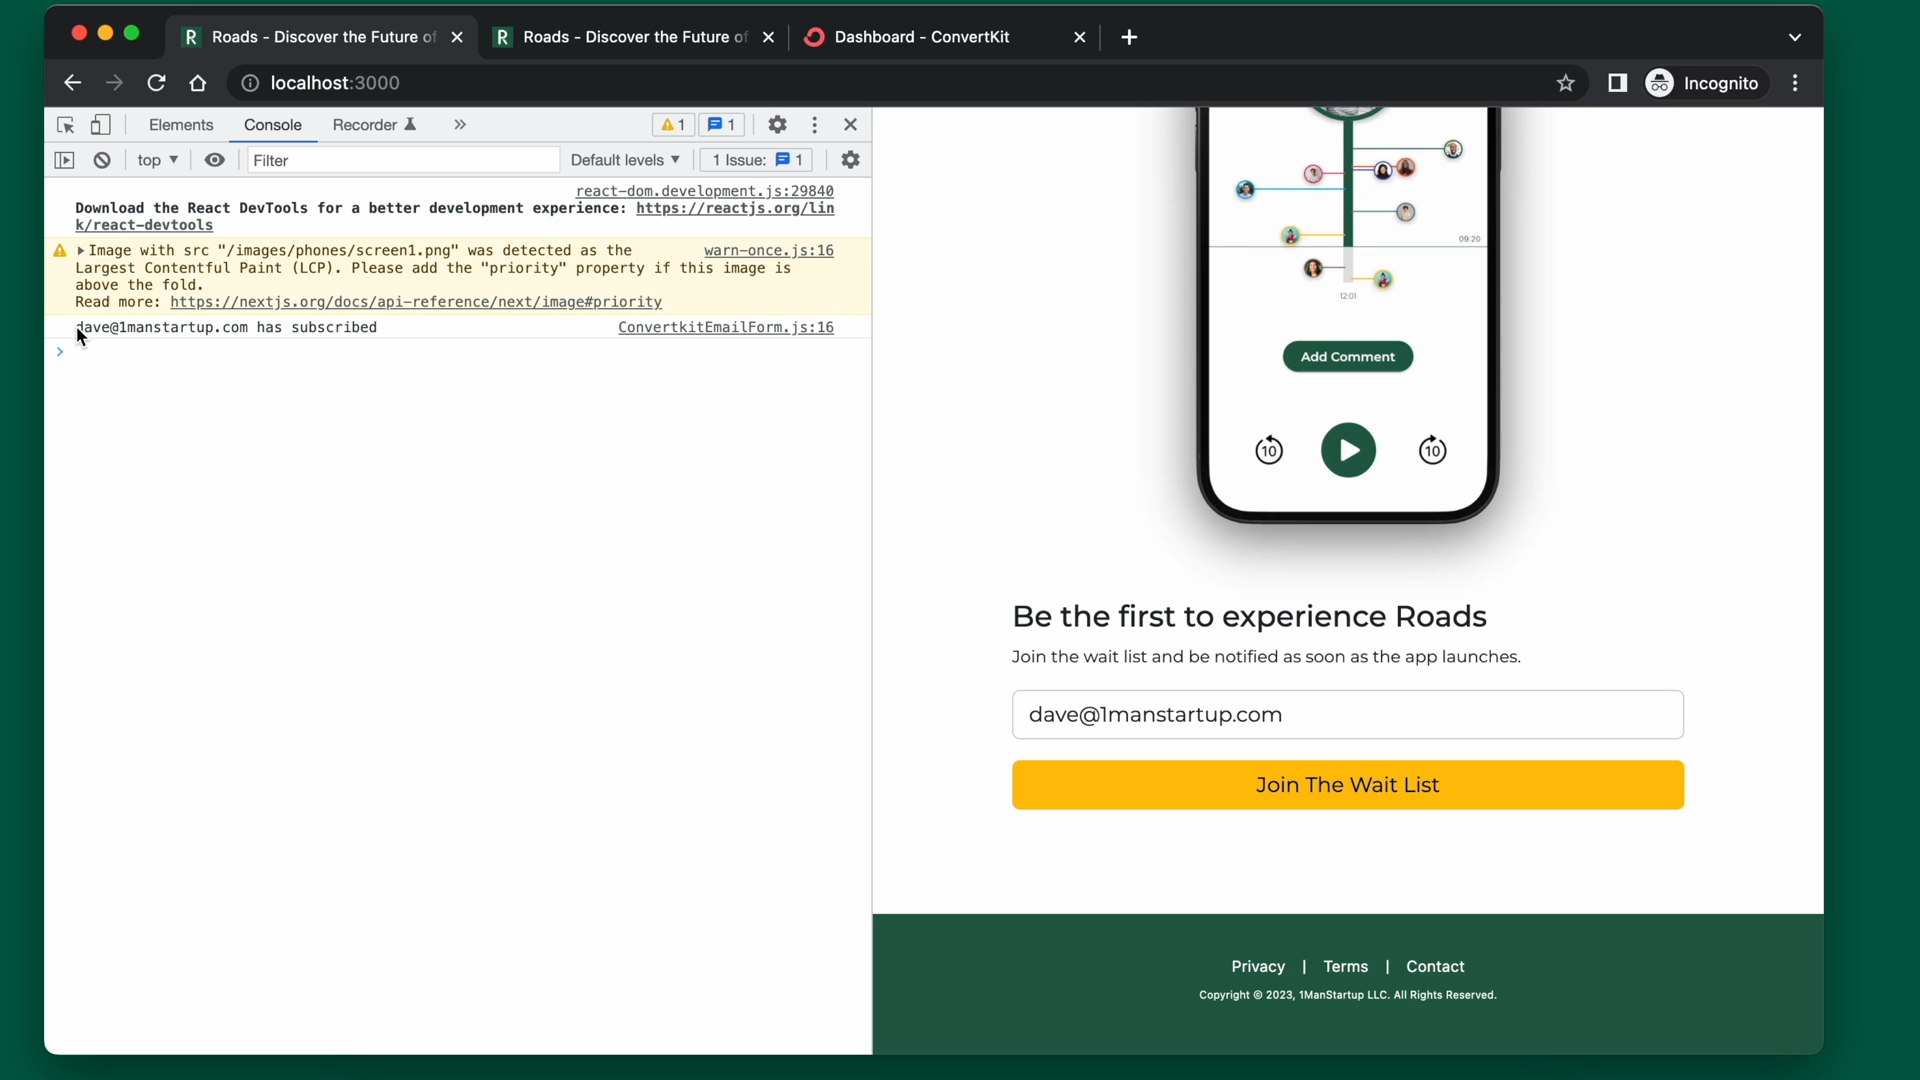 Roads - Discover the Future of
Roads - Discover the Future of
Dashboard - ConvertKit
localhost:3000
Incognito
Elements
Console
Recorder
1
1
top
Filter
Default levels
1 Issue:
1
react-dom.development.js:29840
Download the React DevTools for a better development experience: https://reactjs.org/lin
k/react-devtools
Image with src "/images/phones/screen1.png" was detected as the
warn-once.js:16
Largest Contentful Paint (LCP). Please add the "priority" property if this image is
above the fold.
Read more: https://nextjs.org/docs/api-reference/next/image#priority
dave@1manstartup.com has subscribed
ConvertkitEmailForm.js:16
09:20
12:01
Add Comment
10
10
Be the first to experience Roads
Join the wait list and be notified as soon as the app launches.
dave@1manstartup.com
Join The Wait List
Privacy | Terms | Contact
Copyright © 2023, 1ManStartup LLC. All Rights Reserved.